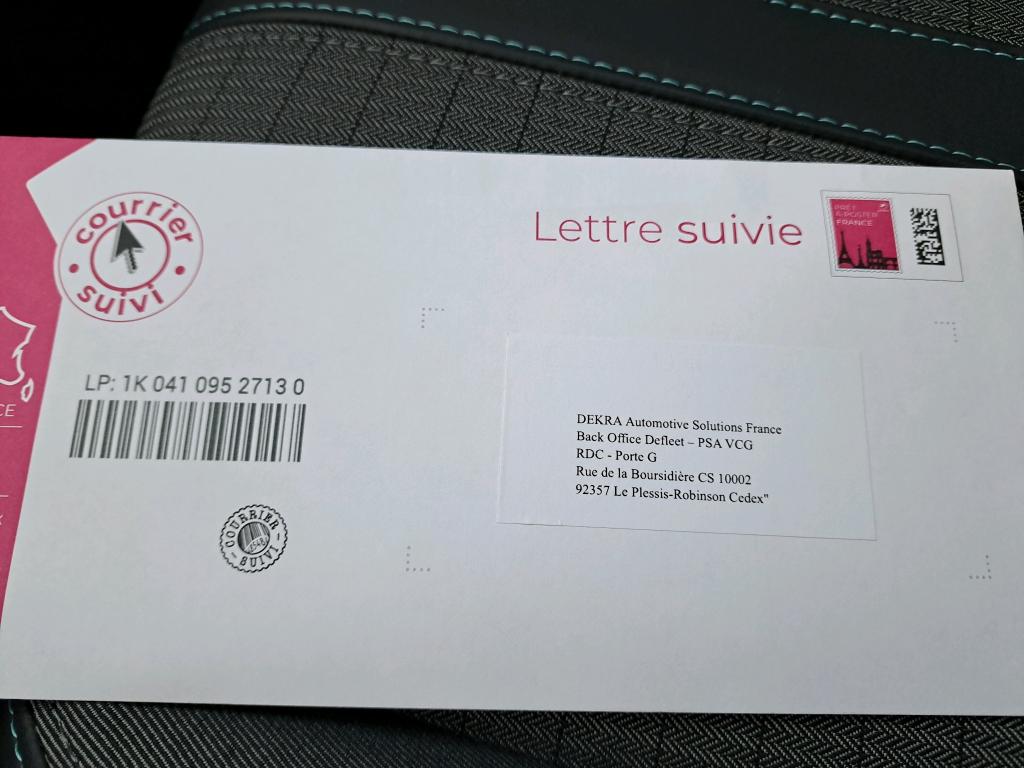 courrier
suivi
Lettre suivie
PRÊT
À POSTER
FRANCE
CE
LP: 1K 041 095 2713 0
DEKRA Automotive Solutions France
Back Office Defleet – PSA VCG
RDC - Porte G
Rue de la Boursidière CS 10002
92357 Le Plessis-Robinson Cedex"
COURRIER
SUIVI